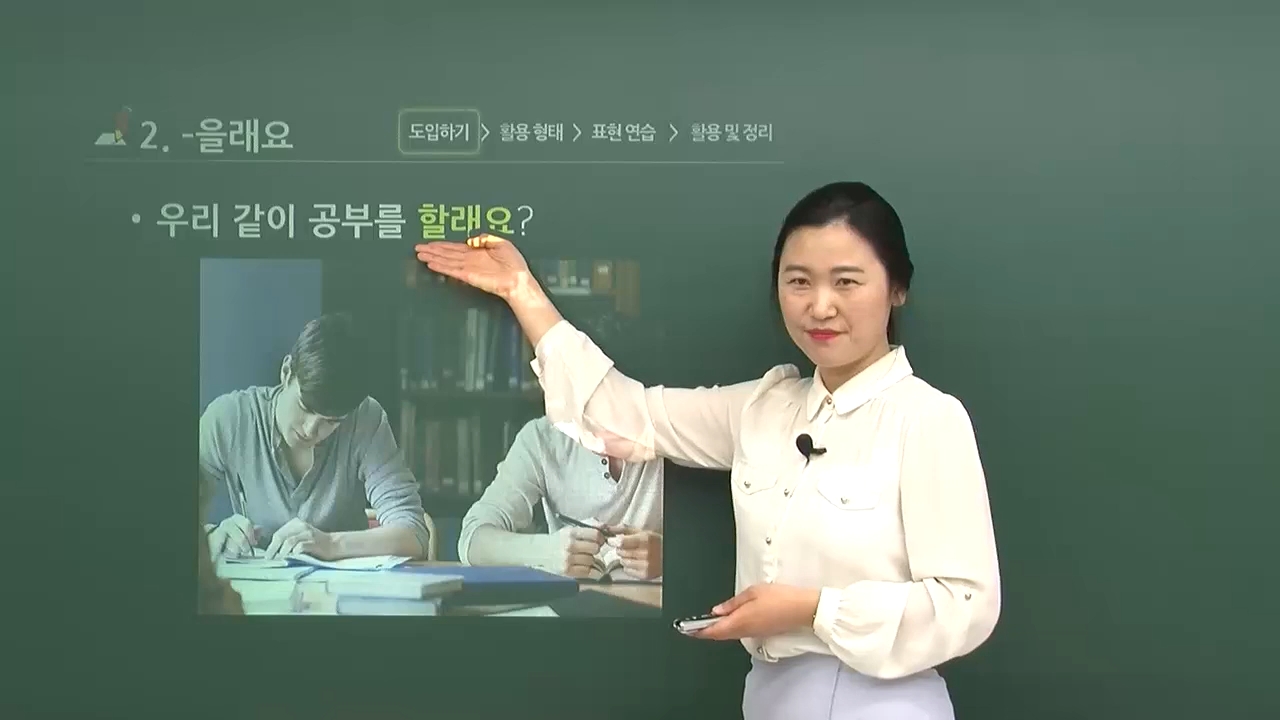 2. -을래요
도입하기 > 활용 형태 > 표현 연습 > 활용 및 정리
• 우리 같이 공부를 할래요?